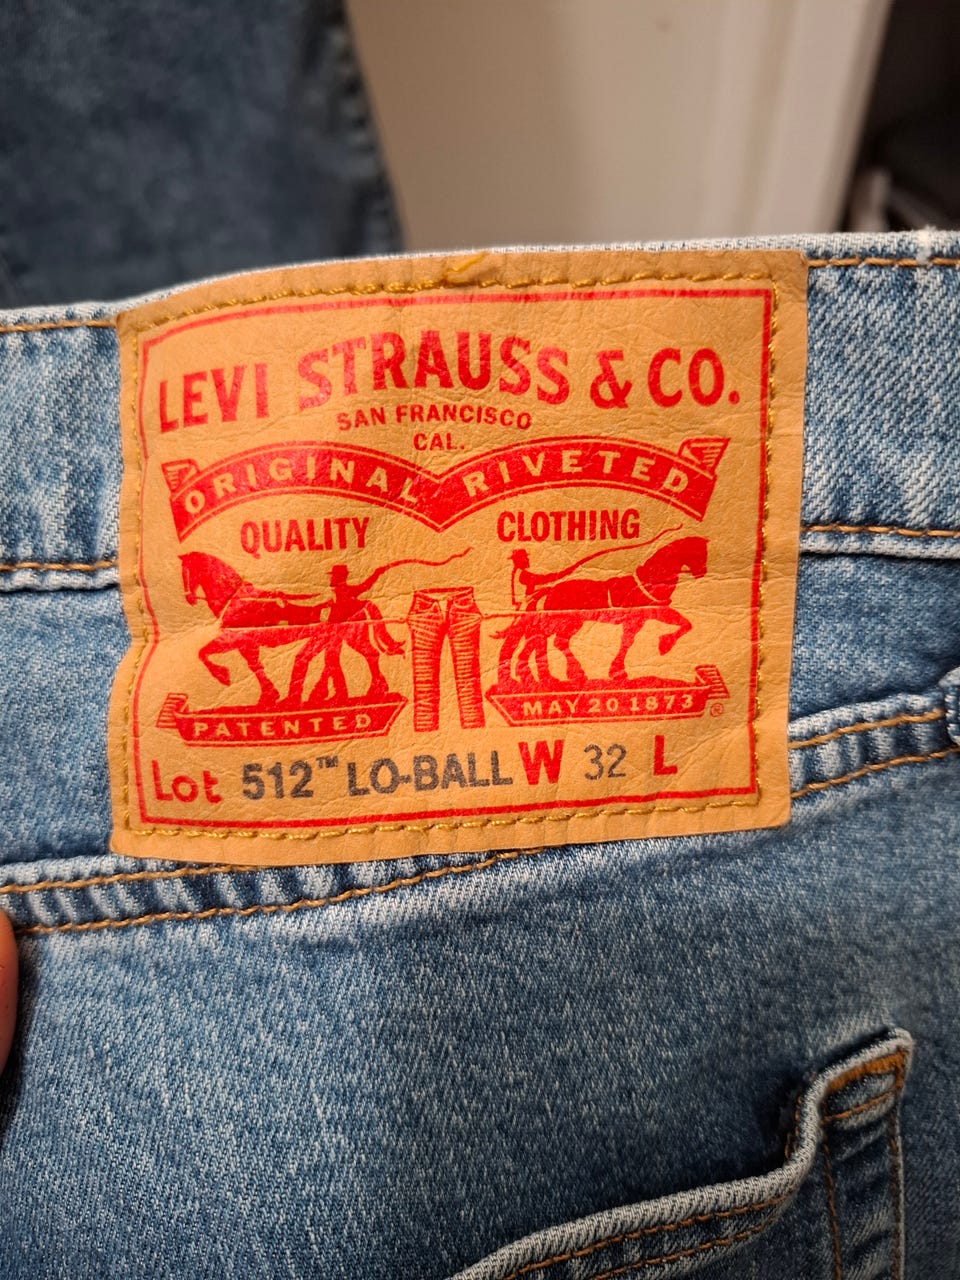 LEVI STRAUSS & CO.
SAN FRANCISCO
CAL.
ORIGINAL RIVETED
QUALITY CLOTHING
PATENTED MAY 20 1873 ®
Lot 512™ LO-BALL W 32 L